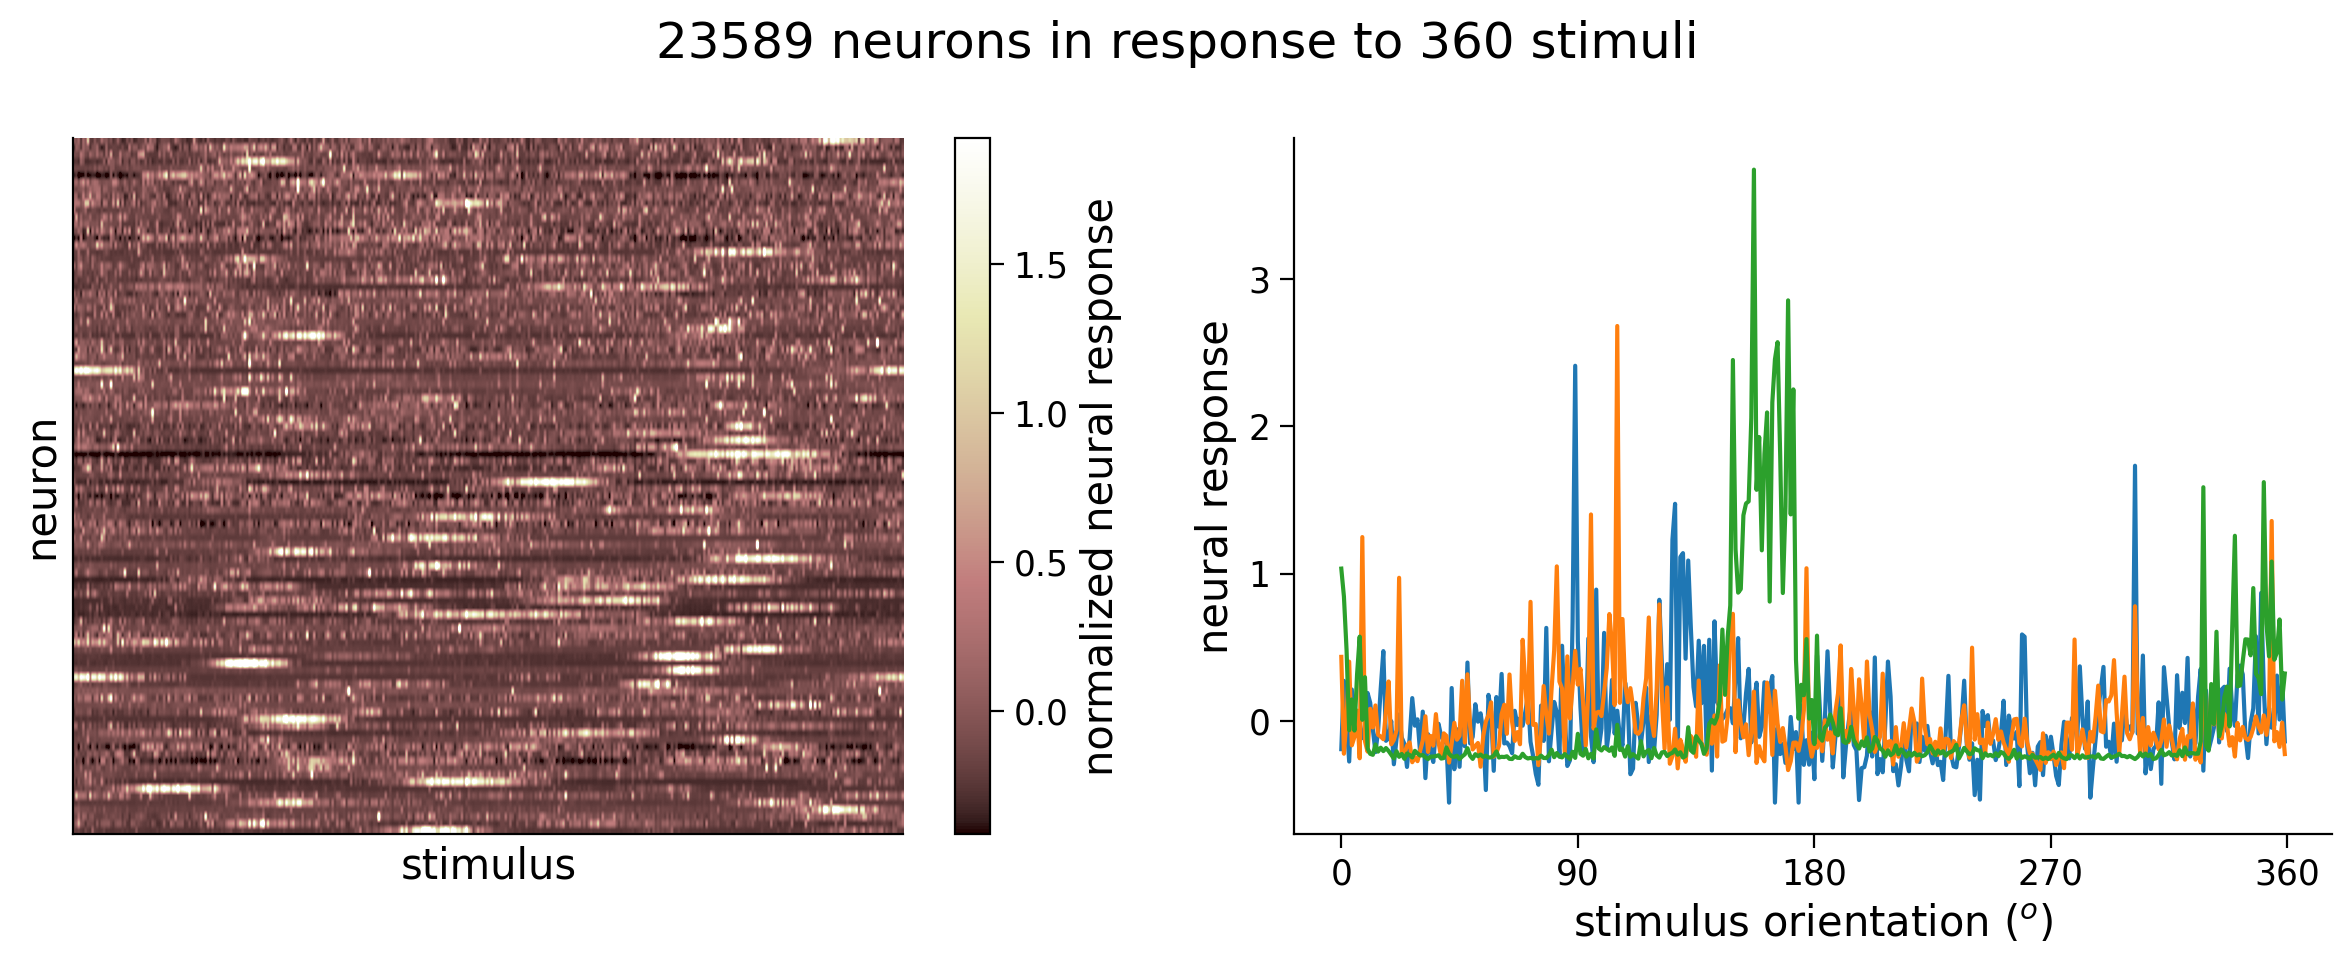 23589 neurons in response to 360 stimuli
neuron
stimulus
1.5
1.0
0.5
0.0
normalized neural response
neural response
3
2
1
0
0 90 180 270 360
stimulus orientation (°)